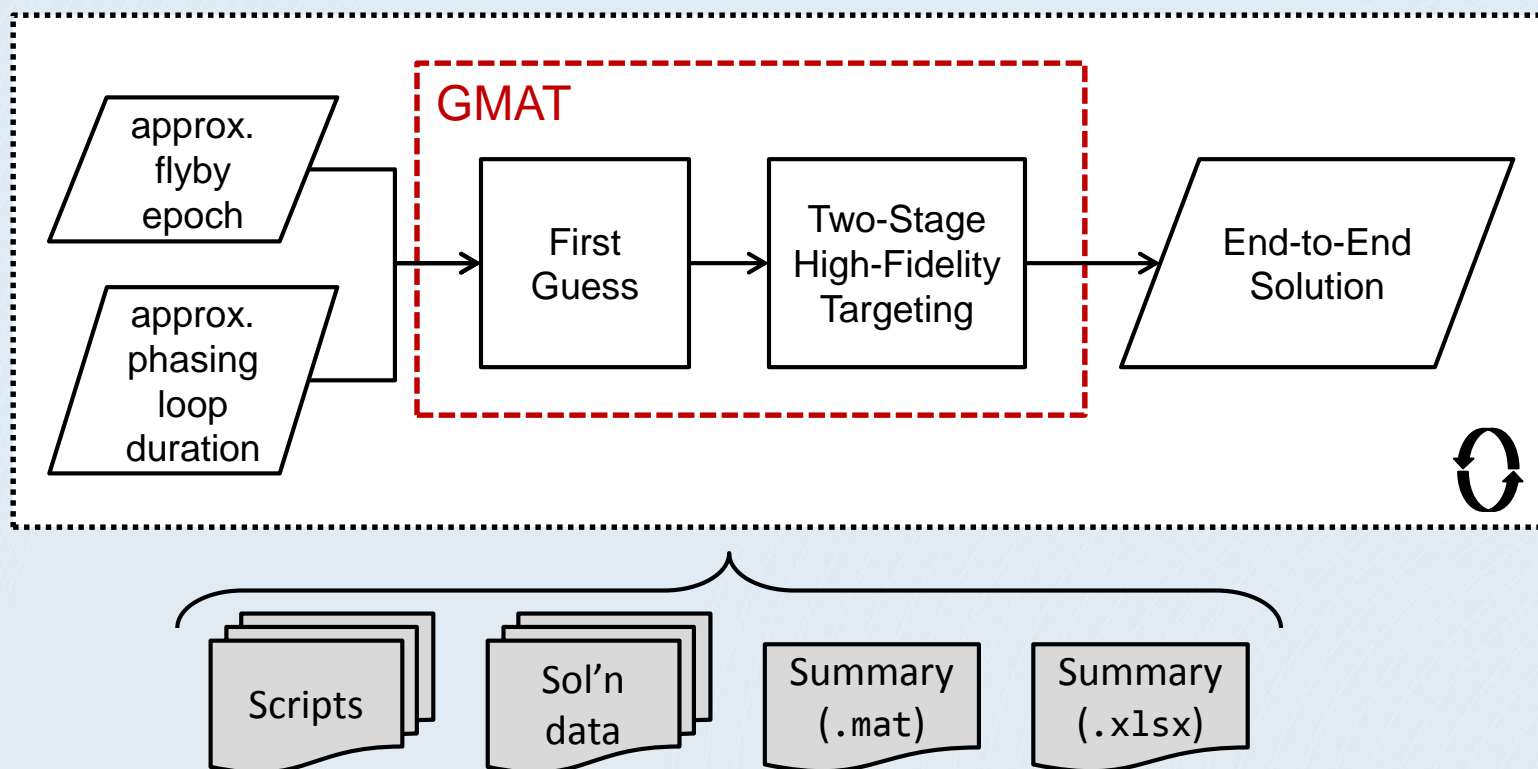 GMAT
approx.
flyby
epoch
approx.
phasing
loop
duration
First
Guess
Two-Stage
High-Fidelity
Targeting
End-to-End
Solution
Scripts
Sol’n
data
Summary
(.mat)
Summary
(.xlsx)